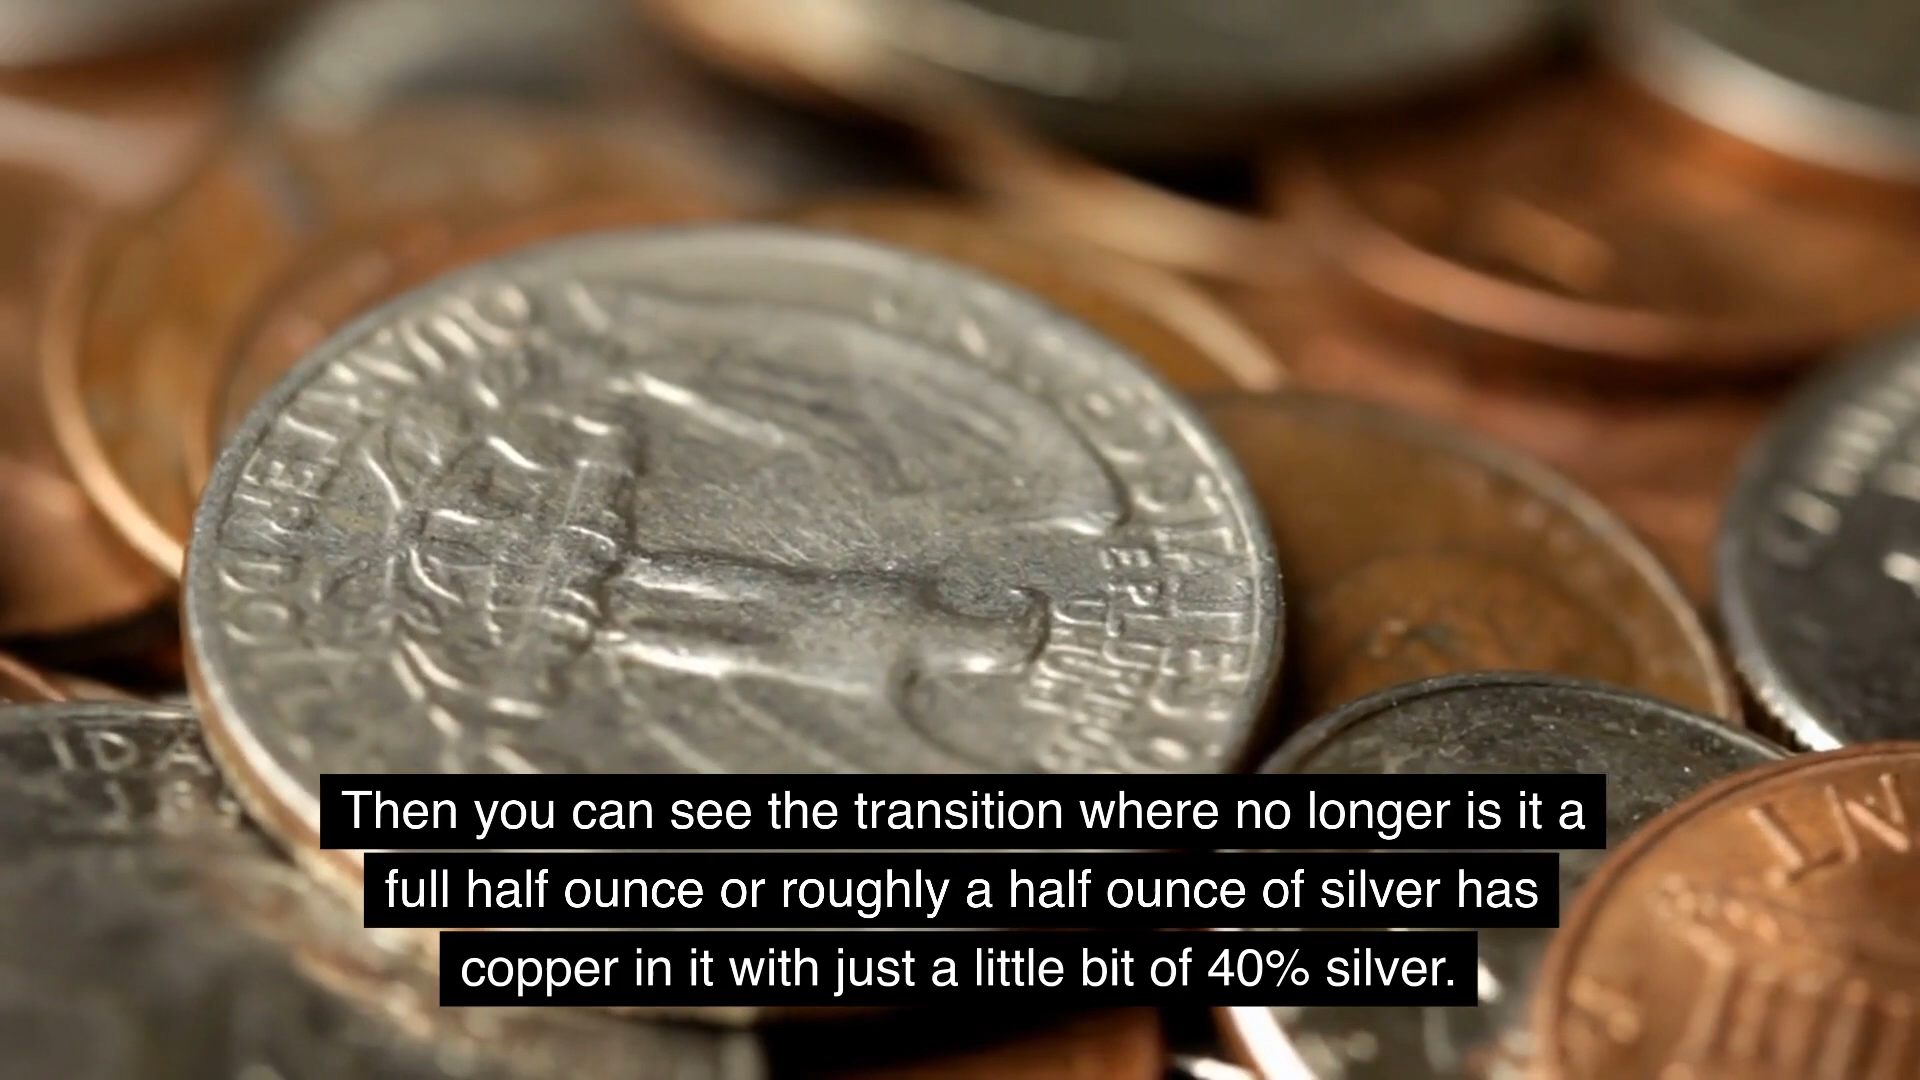 Then you can see the transition where no longer is it a
full half ounce or roughly a half ounce of silver has
copper in it with just a little bit of 40% silver.
IDA